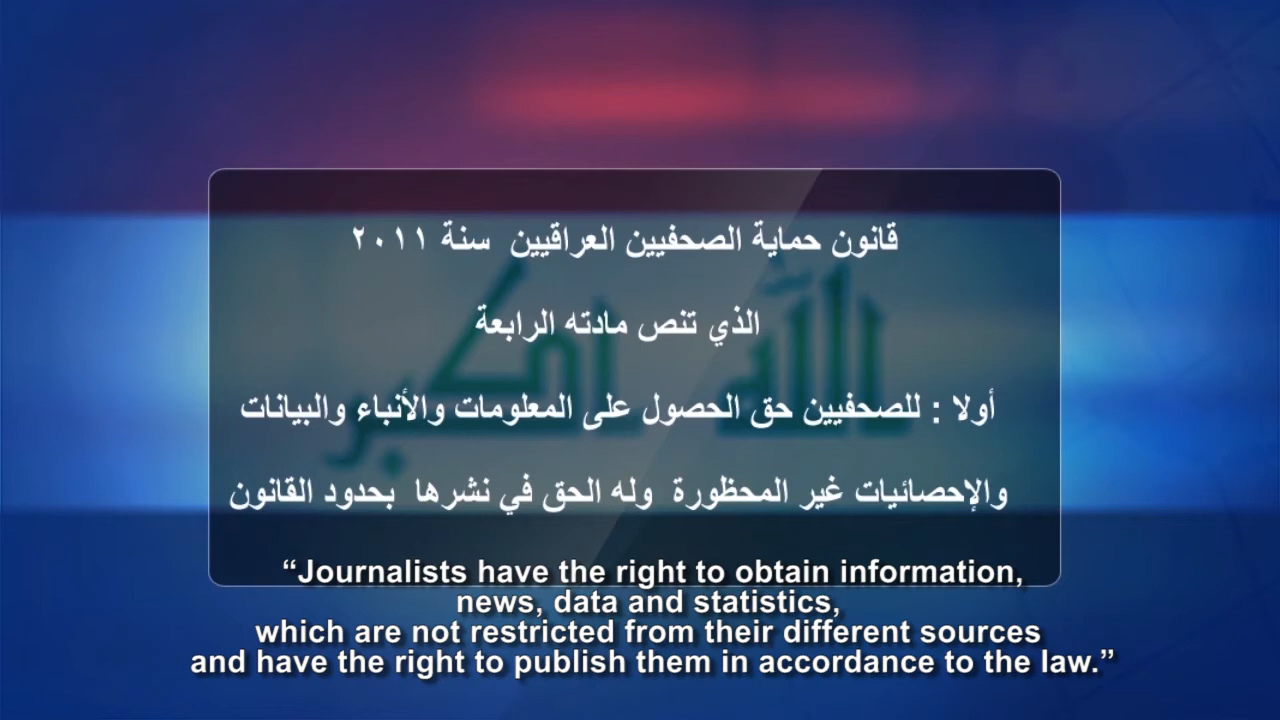 قانون حماية الصحفيين العراقيين سنة ٢٠١١
الذي تنص مادته الرابعة
أولا : للصحفيين حق الحصول على المعلومات والأنباء والبيانات
والإحصائيات غير المحظورة وله الحق في نشرها بحدود القانون
الله اكبر
“Journalists have the right to obtain information,
news, data and statistics,
which are not restricted from their different sources
and have the right to publish them in accordance to the law.”